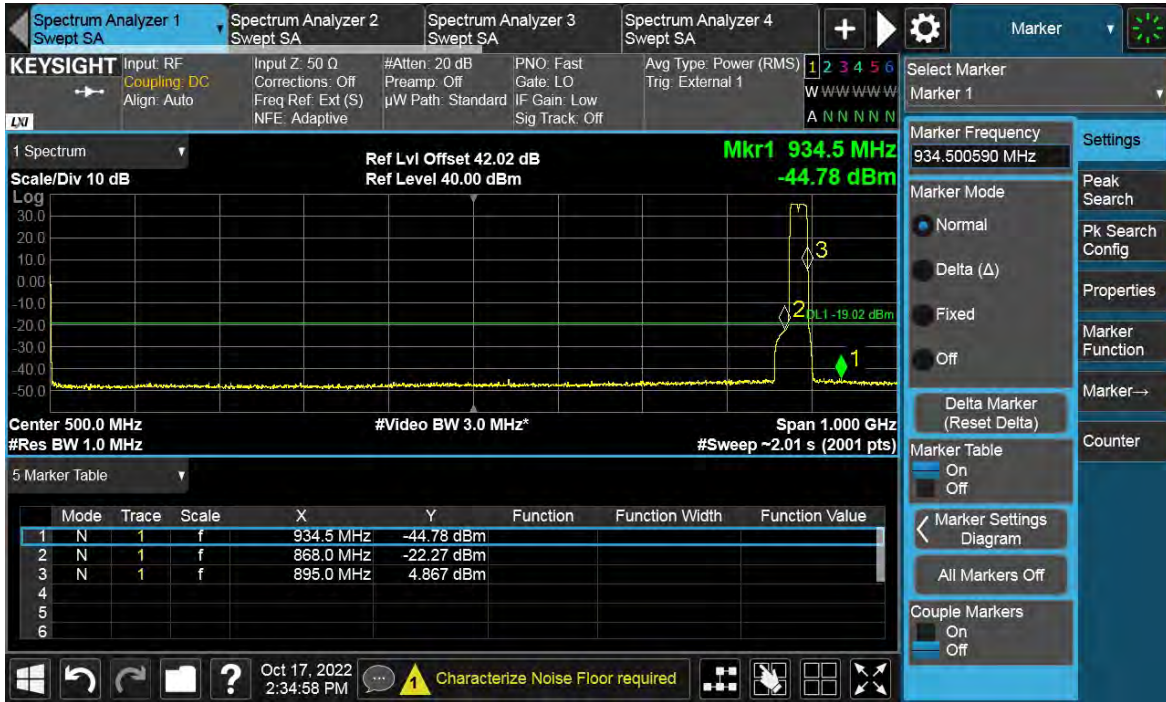 Spectrum Analyzer 1
Swept SA
Spectrum Analyzer 2
Swept SA
Spectrum Analyzer 3
Swept SA
Spectrum Analyzer 4
Swept SA
+
Marker
KEYSIGHT
LXI
Input: RF
Coupling: DC
Align: Auto
Input Z: 50 Ω
Corrections: Off
Freq Ref: Ext (S)
NFE: Adaptive
#Atten: 20 dB
Preamp: Off
µW Path: Standard
PNO: Fast
Gate: LO
IF Gain: Low
Sig Track: Off
Avg Type: Power (RMS)
Trig: External 1
1 2 3 4 5 6
W W W W W W
A N N N N N
Select Marker
Marker 1
1 Spectrum
Scale/Div 10 dB
Ref Lvl Offset 42.02 dB
Ref Level 40.00 dBm
Mkr1 934.5 MHz
-44.78 dBm
Log
30.0
20.0
10.0
0.00
-10.0
-20.0
-30.0
-40.0
-50.0
3
2
DL1 -19.02 dBm
1
Center 500.0 MHz
#Res BW 1.0 MHz
#Video BW 3.0 MHz*
Span 1.000 GHz
#Sweep ~2.01 s (2001 pts)
5 Marker Table
Mode Trace Scale X Y Function Function Width Function Value
1 N 1 f 934.5 MHz -44.78 dBm
2 N 1 f 868.0 MHz -22.27 dBm
3 N 1 f 895.0 MHz 4.867 dBm
4
5
6
Marker Frequency
934.500590 MHz
Marker Mode
Normal
Delta (Δ)
Fixed
Off
Delta Marker
(Reset Delta)
Marker Table
On
Off
Marker Settings
Diagram
All Markers Off
Couple Markers
On
Off
Settings
Peak
Search
Pk Search
Config
Properties
Marker
Function
Marker→
Counter
?
Oct 17, 2022
2:34:58 PM
1
Characterize Noise Floor required